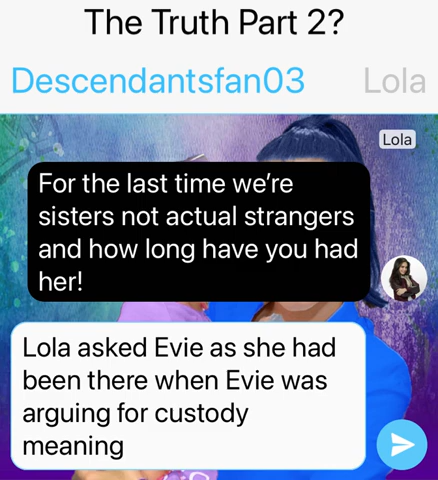 The Truth Part 2?
Descendantsfan03 Lola
Lola
For the last time we’re
sisters not actual strangers
and how long have you had
her!
Lola asked Evie as she had
been there when Evie was
arguing for custody
meaning